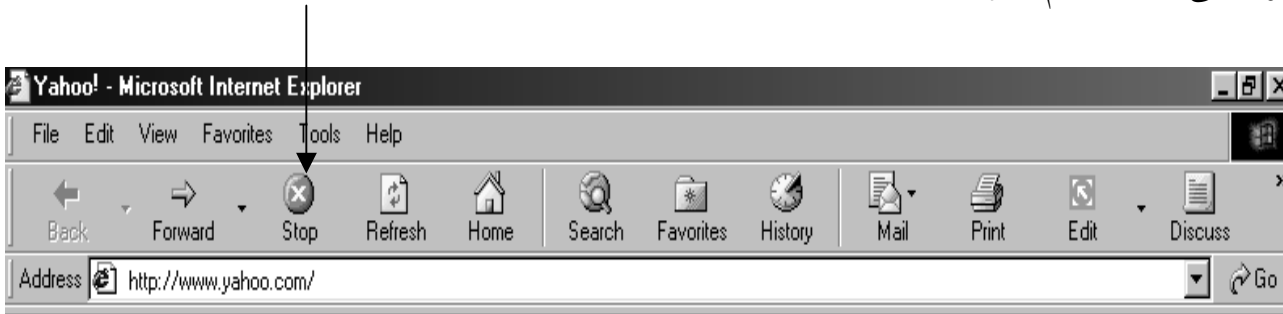 Yahoo! - Microsoft Internet Explorer
File Edit View Favorites Tools Help
Back Forward Stop Refresh Home Search Favorites History Mail Print Edit Discuss
Address http://www.yahoo.com/ Go